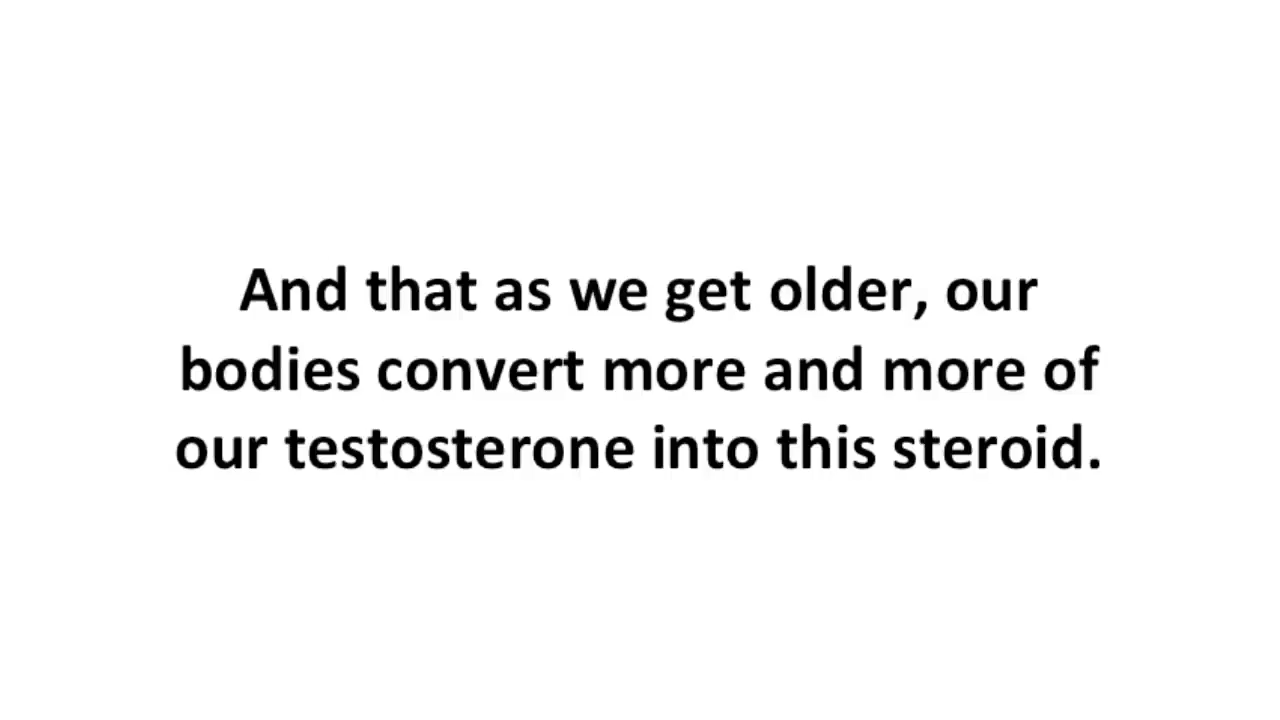 And that as we get older, our
bodies convert more and more of
our testosterone into this steroid.